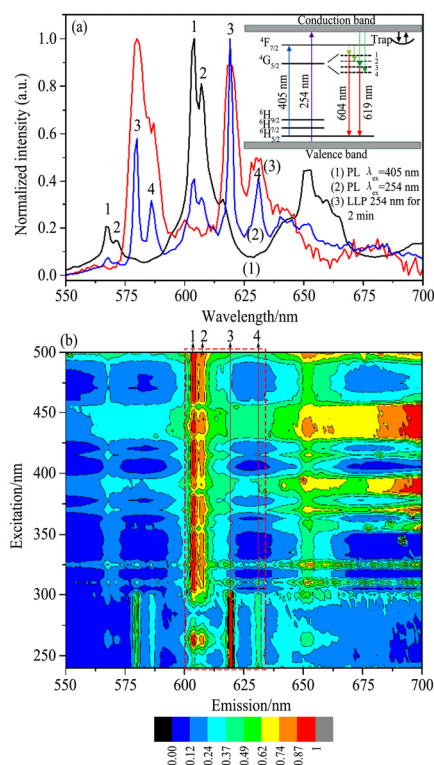 (a)
Conduction band
⁴F₇/₂
Trap
⁴G₅/₂
1
2
3
4
405 nm
254 nm
604 nm
619 nm
⁶H₉/₂
⁶H₇/₂
⁶H₅/₂
Valence band
(1) PL λex=405 nm
(2) PL λex=254 nm
(3) LLP 254 nm for
2 min
1
2
3
4
1
2
3
4
(3)
(2)
(1)
Normalized intensity (a.u.)
1.0
0.8
0.6
0.4
0.2
0.0
550 575 600 625 650 675 700
Wavelength/nm
(b)
1 2 3 4
Excitation/nm
500
450
400
350
300
250
550 575 600 625 650 675 700
Emission/nm
0.00 0.12 0.24 0.37 0.49 0.62 0.74 0.87 1